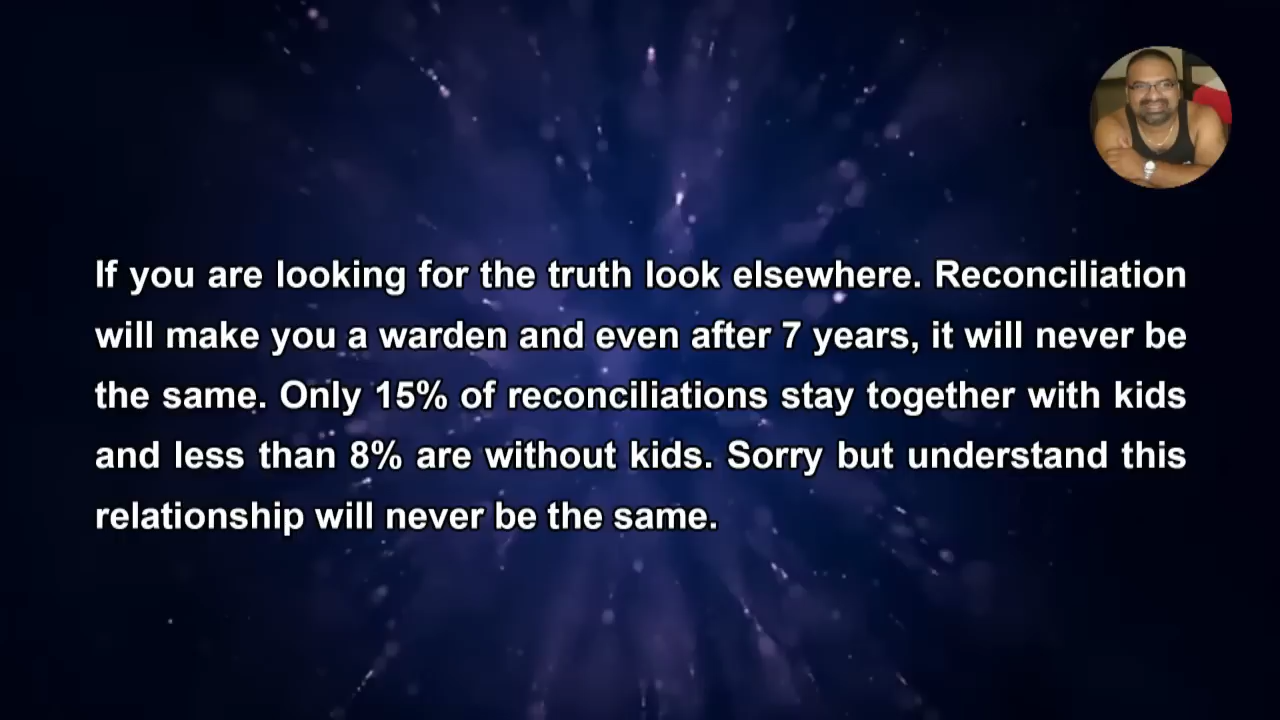 If you are looking for the truth look elsewhere. Reconciliation
will make you a warden and even after 7 years, it will never be
the same. Only 15% of reconciliations stay together with kids
and less than 8% are without kids. Sorry but understand this
relationship will never be the same.